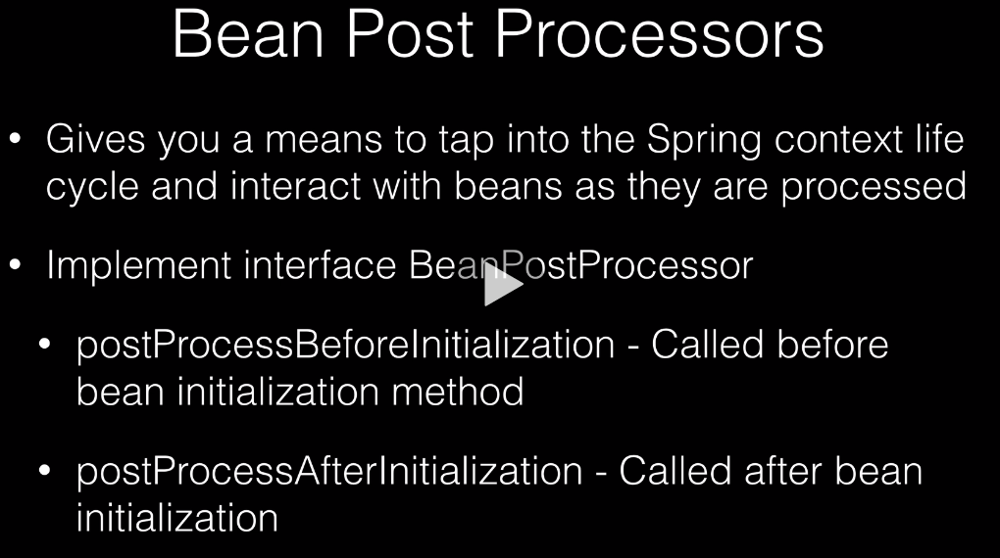 Bean Post Processors
• Gives you a means to tap into the Spring context life
cycle and interact with beans as they are processed
• Implement interface BeanPostProcessor
• postProcessBeforeInitialization - Called before
bean initialization method
• postProcessAfterInitialization - Called after bean
initialization